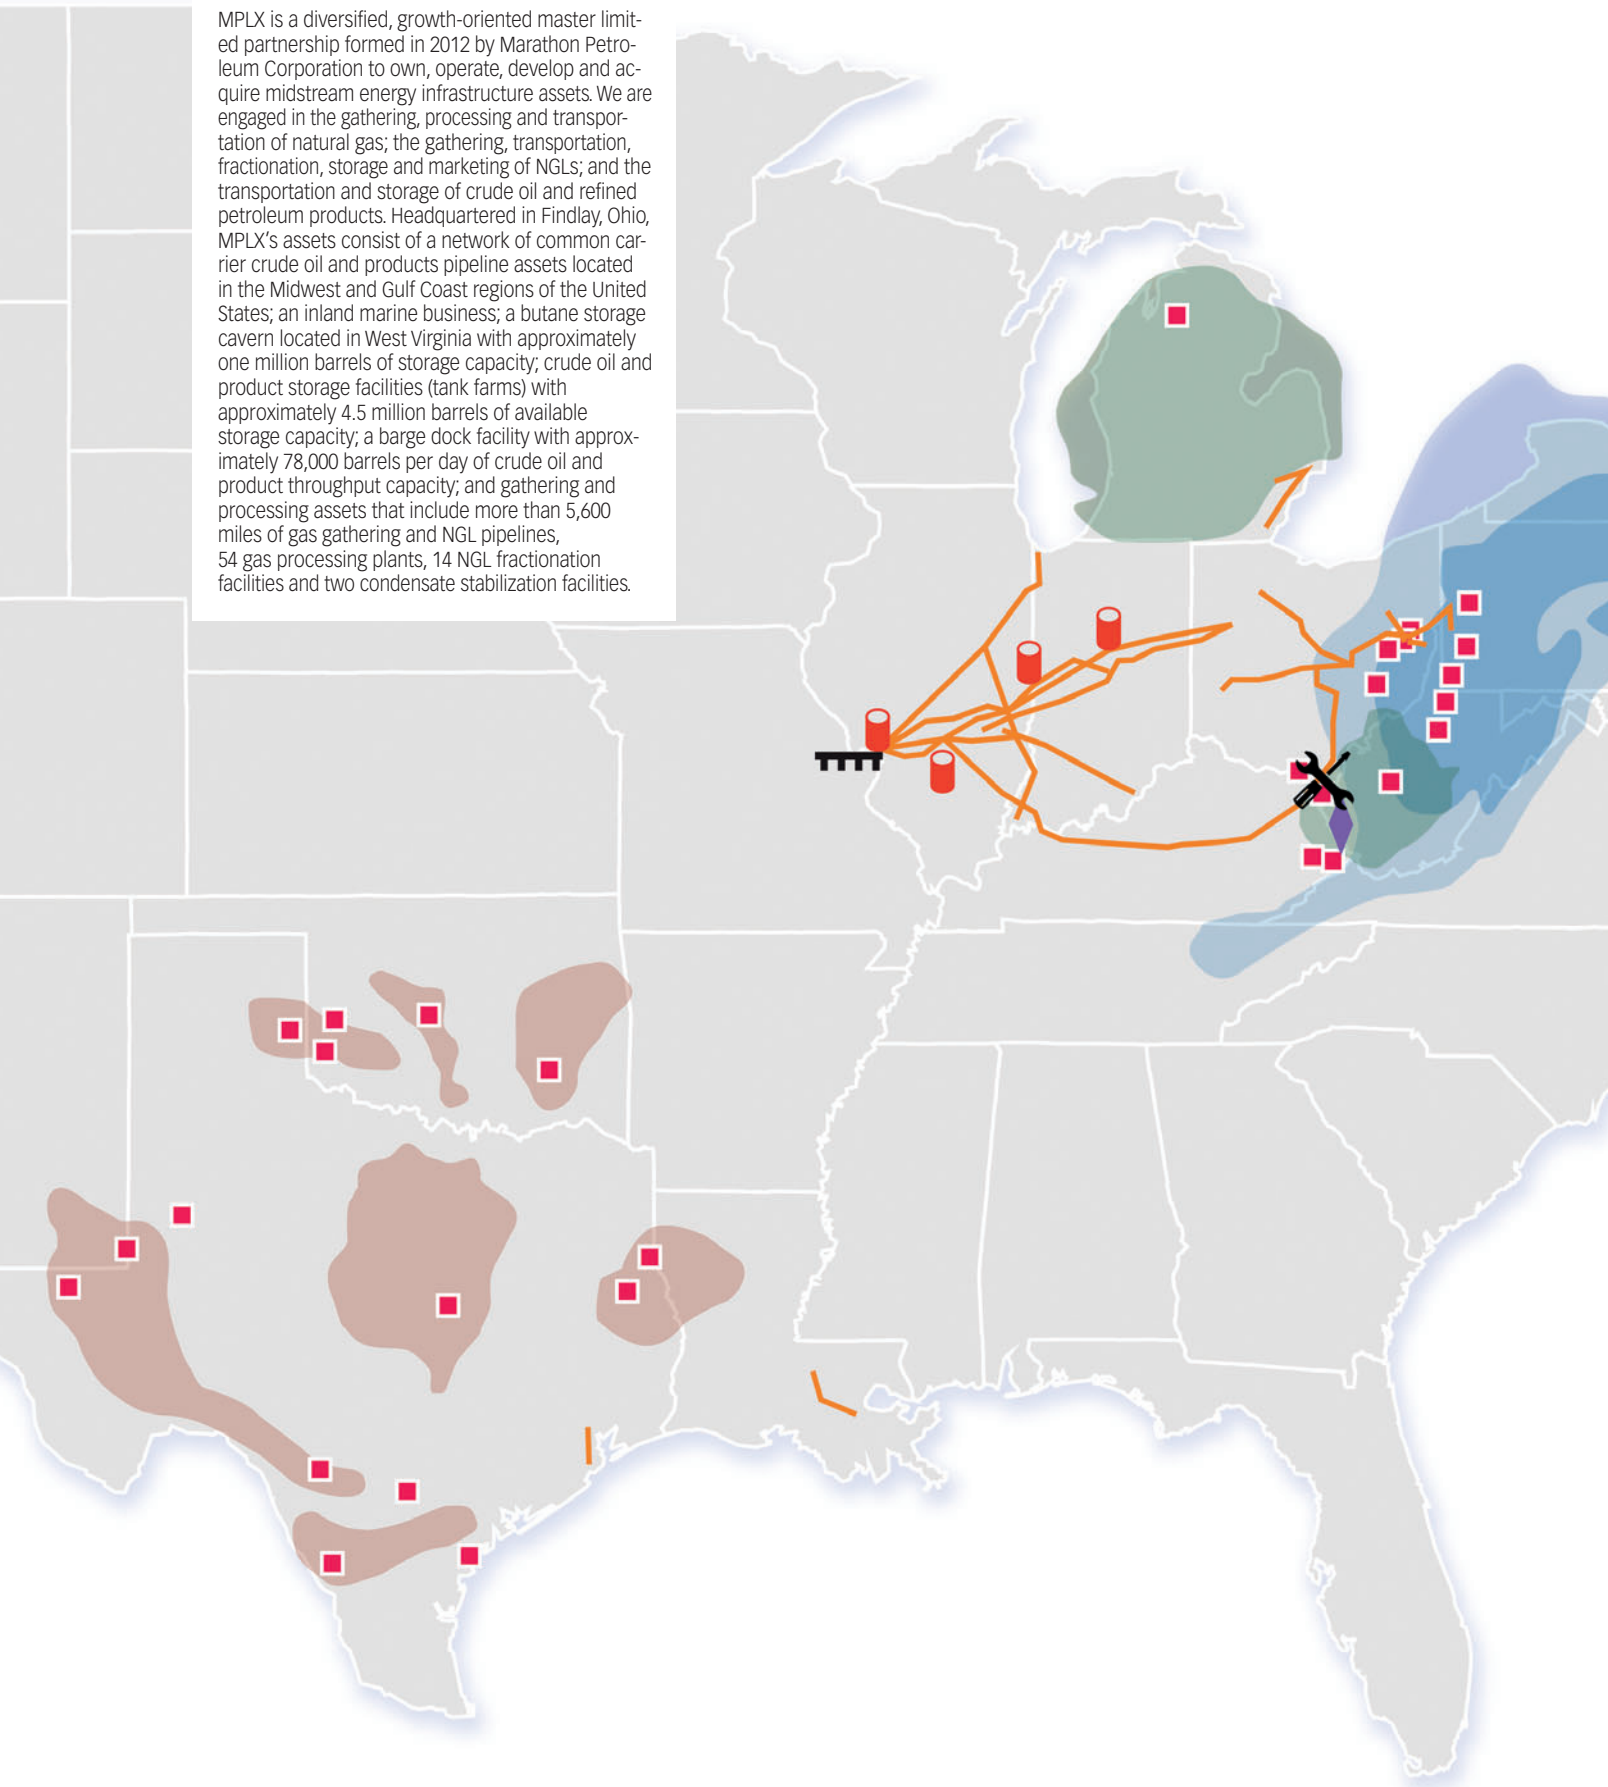 MPLX is a diversified, growth-oriented master limit-
ed partnership formed in 2012 by Marathon Petro-
leum Corporation to own, operate, develop and ac-
quire midstream energy infrastructure assets. We are
engaged in the gathering, processing and transpor-
tation of natural gas; the gathering, transportation,
fractionation, storage and marketing of NGLs; and the
transportation and storage of crude oil and refined
petroleum products. Headquartered in Findlay, Ohio,
MPLX's assets consist of a network of common car-
rier crude oil and products pipeline assets located
in the Midwest and Gulf Coast regions of the United
States; an inland marine business; a butane storage
cavern located in West Virginia with approximately
one million barrels of storage capacity; crude oil and
product storage facilities (tank farms) with
approximately 4.5 million barrels of available
storage capacity; a barge dock facility with approx-
imately 78,000 barrels per day of crude oil and
product throughput capacity; and gathering and
processing assets that include more than 5,600
miles of gas gathering and NGL pipelines,
54 gas processing plants, 14 NGL fractionation
facilities and two condensate stabilization facilities.